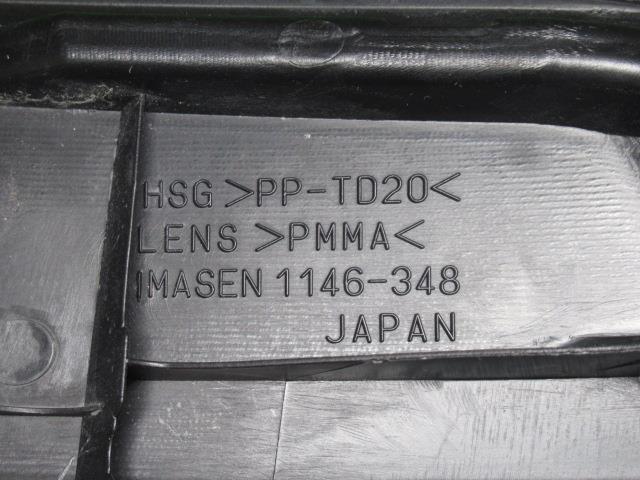 HSG >PP-TD20<
LENS >PMMA<
IMASEN 1146-348
JAPAN